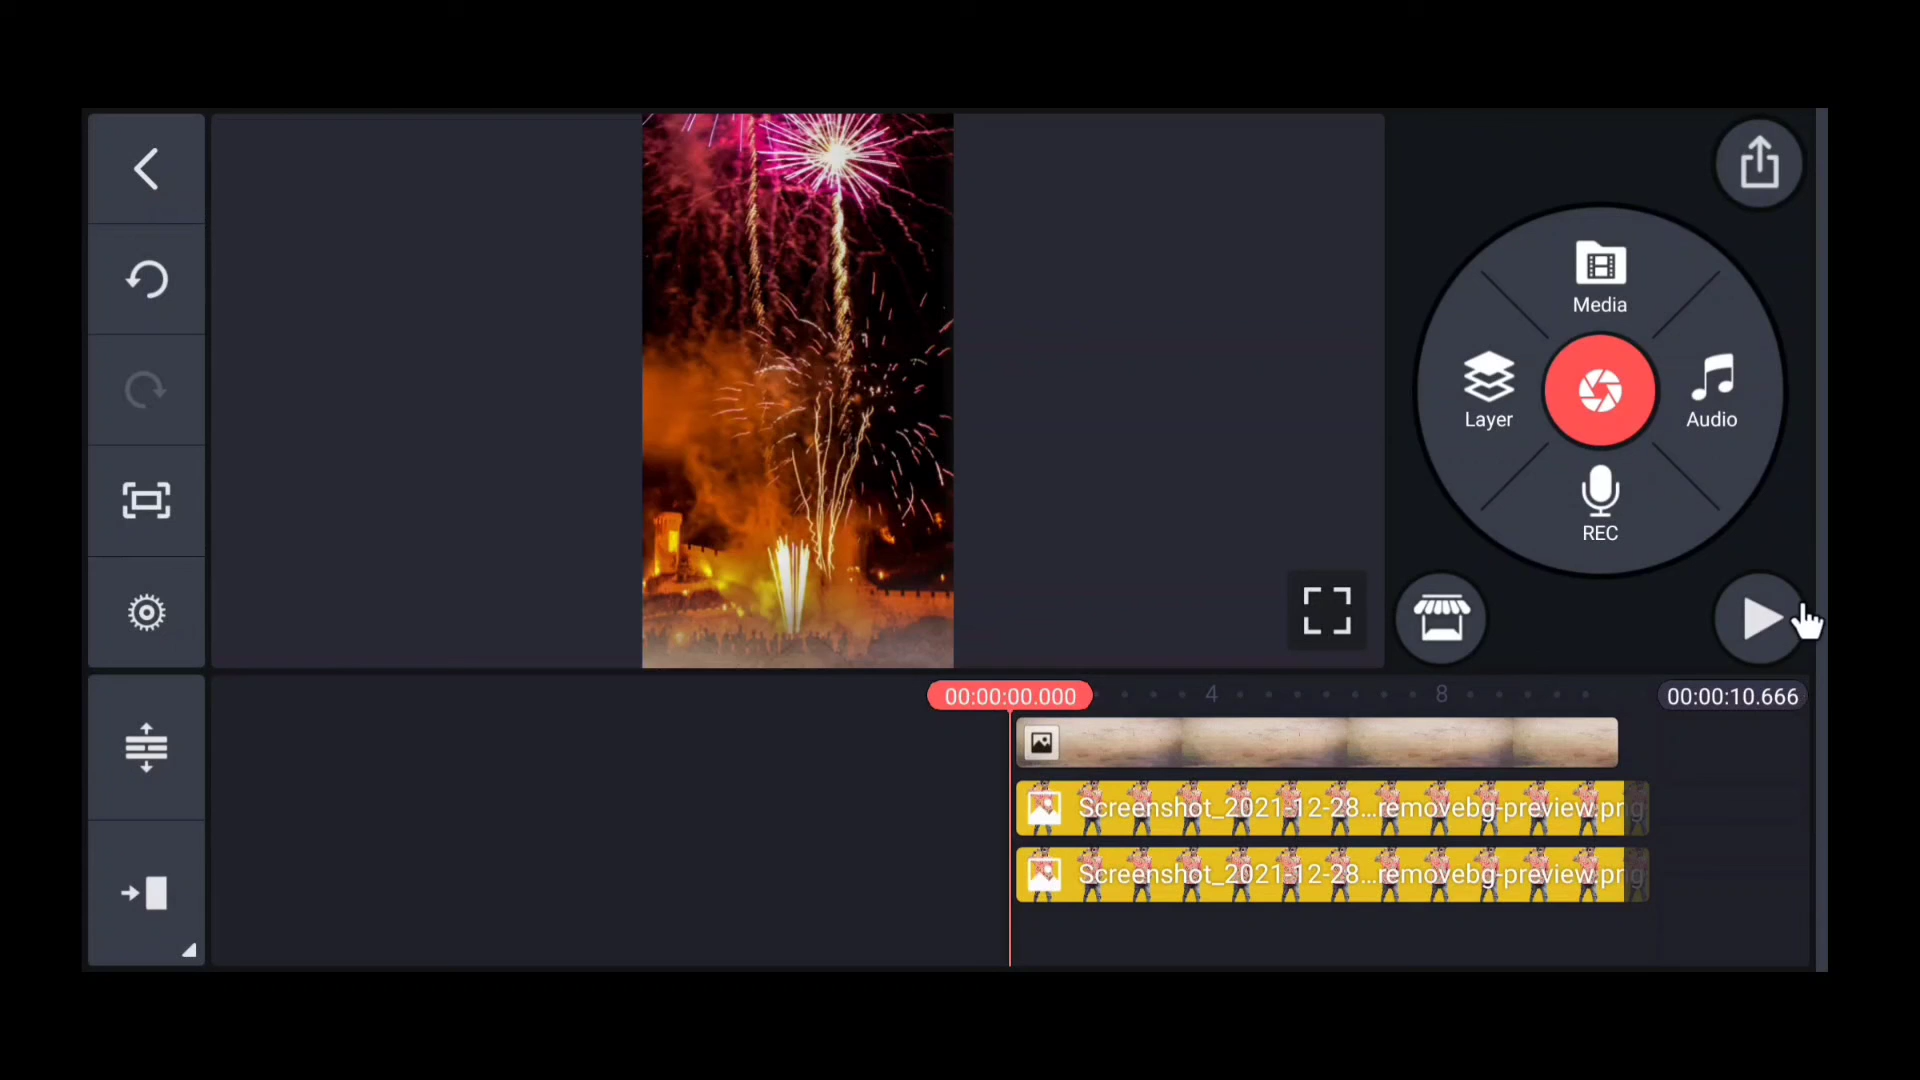 Media
Layer
Audio
REC
00:00:00.000
4
8
00:00:10.666
Screenshot_2021-12-28...removebg-preview.png
Screenshot_2021-12-28...removebg-preview.png